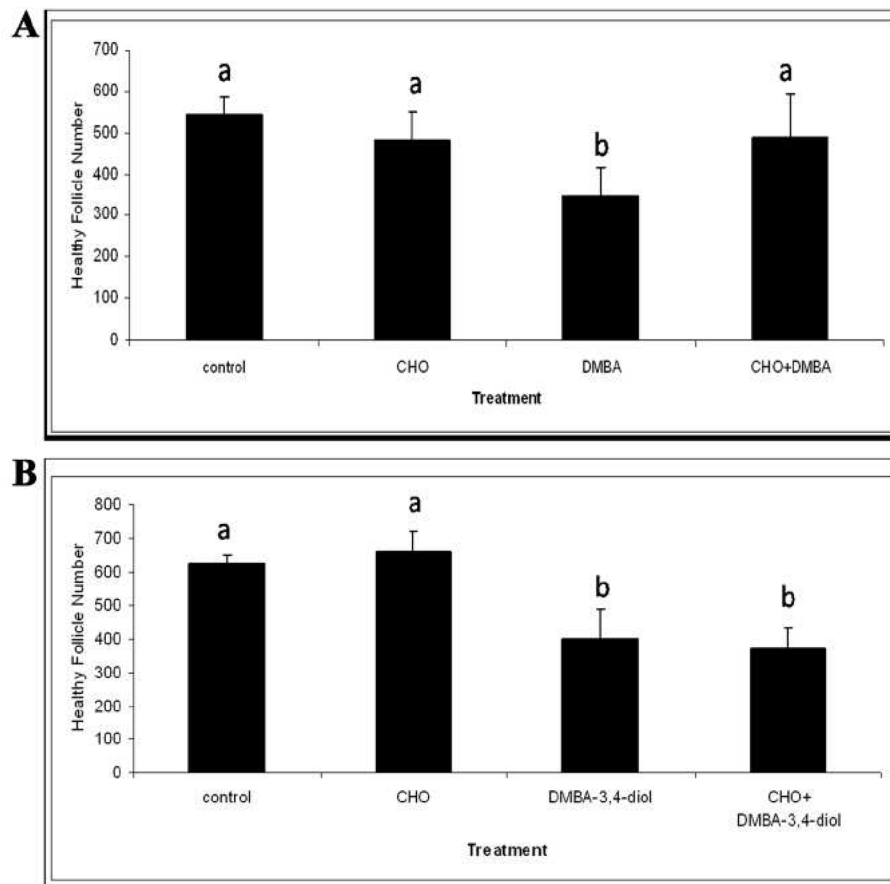 A
700
600
500
400
300
200
100
0
Healthy Follicle Number
a
a
b
a
control
CHO
DMBA
CHO+DMBA
Treatment
B
800
700
600
500
400
300
200
100
0
Healthy Follicle Number
a
a
b
b
control
CHO
DMBA-3,4-diol
CHO+
DMBA-3,4-diol
Treatment